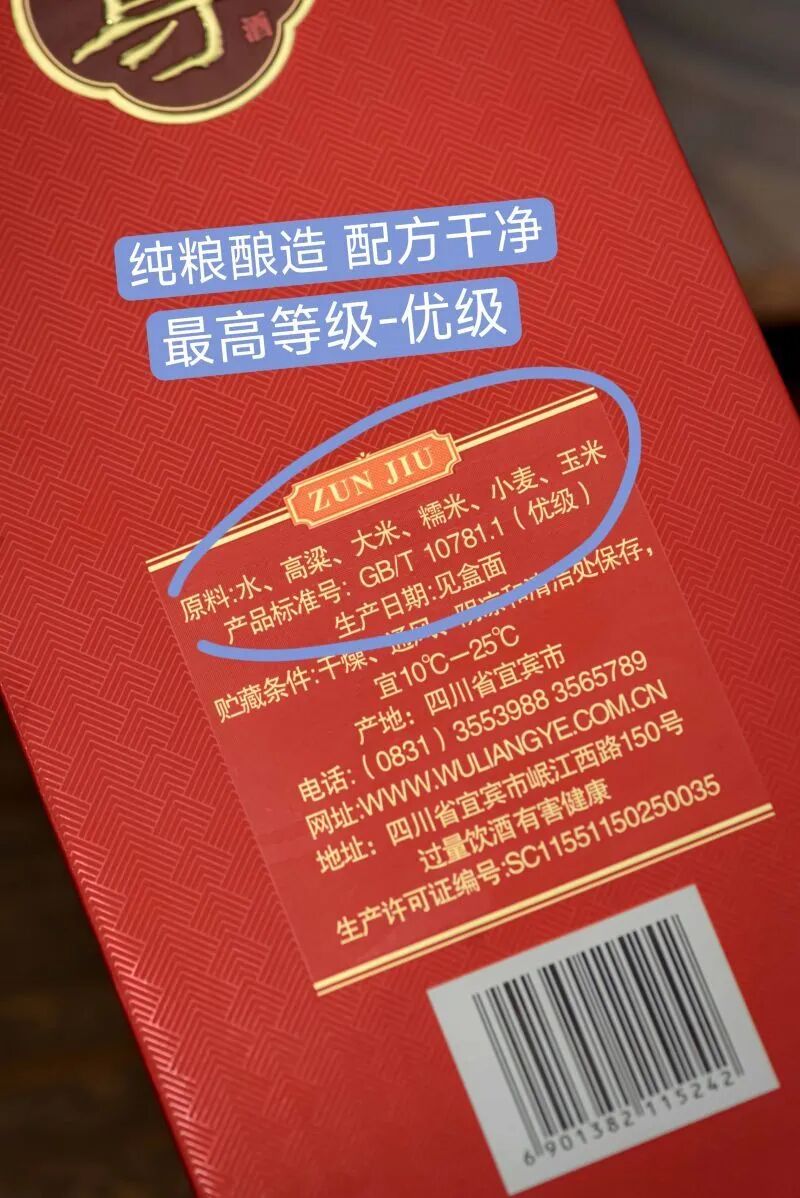 尊
酒
纯粮酿造 配方干净
最高等级-优级
ZUN JIU
原料:水、高粱、大米、糯米、小麦、玉米
产品标准号：GB/T 10781.1（优级）
生产日期:见盒面
贮藏条件:干燥、通风、阴凉和清洁处保存，
宜10℃—25℃
产地：四川省宜宾市
电话:（0831）3553988 3565789
网址:WWW.WULIANGYE.COM.CN
地址：四川省宜宾市岷江西路150号
过量饮酒有害健康
生产许可证编号:SC11551150250035
6901382115242